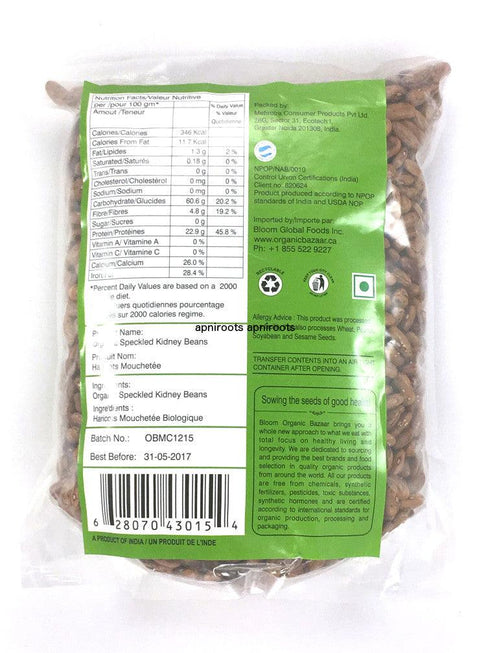 Nutrition Facts/Valeur Nutritive
per /pour 100 gm*
Amout /Teneur
% Daily Value
% Valeur
Quotidienne
Calories/Calories 346 Kcal
Calories From Fat 11.7 Kcal
Fat/Lipides 1.3 g 2 %
Saturated/Saturés 0.18 g 0 %
Trans/Trans 0 g 0 %
Cholesterol/Cholestérol 0 mg 0 %
Sodium/Sodium 0 mg 0 %
Carbohydrate/Glucides 60.6 g 20.2 %
Fibre/Fibres 4.8 g 19.2 %
Sugar/Sucres 0 g
Protein/Protéines 22.9 g 45.8 %
Vitamin A/ Vitamine A 0 %
Vitamin C/ Vitamine C 0 %
Calcium/Calcium 26.0 %
28.4 %
*Percent Daily Values are based on a 2000
diet.
quotidiennes pourcentage
sur 2000 calories regime.
apniroots apniroots
Name:
Speckled Kidney Beans
Produit Nom:
Mouchetée
Speckled Kidney Beans
Haricots Mouchetée Biologique
Batch No.: OBMC1215
Best Before: 31-05-2017
6 28070 43015 4
A PRODUCT OF INDIA / UN PRODUIT DE L'INDE
Packed by:
Consumer Products Pvt Ltd.
Sector 31, Ecotech1,
Greater Noida 201308, India.
NPOP/NAB/0010
Control Union Certifications (India)
Client no. 820624
Product produced according to NPOP
standards of India and USDA NOP
Imported by/Importe par:
Bloom Global Foods Inc.
www.organicbazaar.ca
Ph: +1 855 522 9227
RECYCLABLE
Allergy Advice : This product was
also processes Wheat,
Soyabean and Sesame Seeds.
TRANSFER CONTENTS INTO AN
CONTAINER AFTER OPENING.
Sowing the seeds of good
Bloom Organic Bazaar brings you
whole new approach to what we eat with
total focus on healthy living and
longevity. We are dedicated to sourcing
and providing the best brands and food
selection in quality organic products
from around the world. All our products
are free from chemicals, synthetic
fertilizers, pesticides, toxic substances,
synthetic hormones and are certified
according to international standards for
organic production, processing and
packaging.